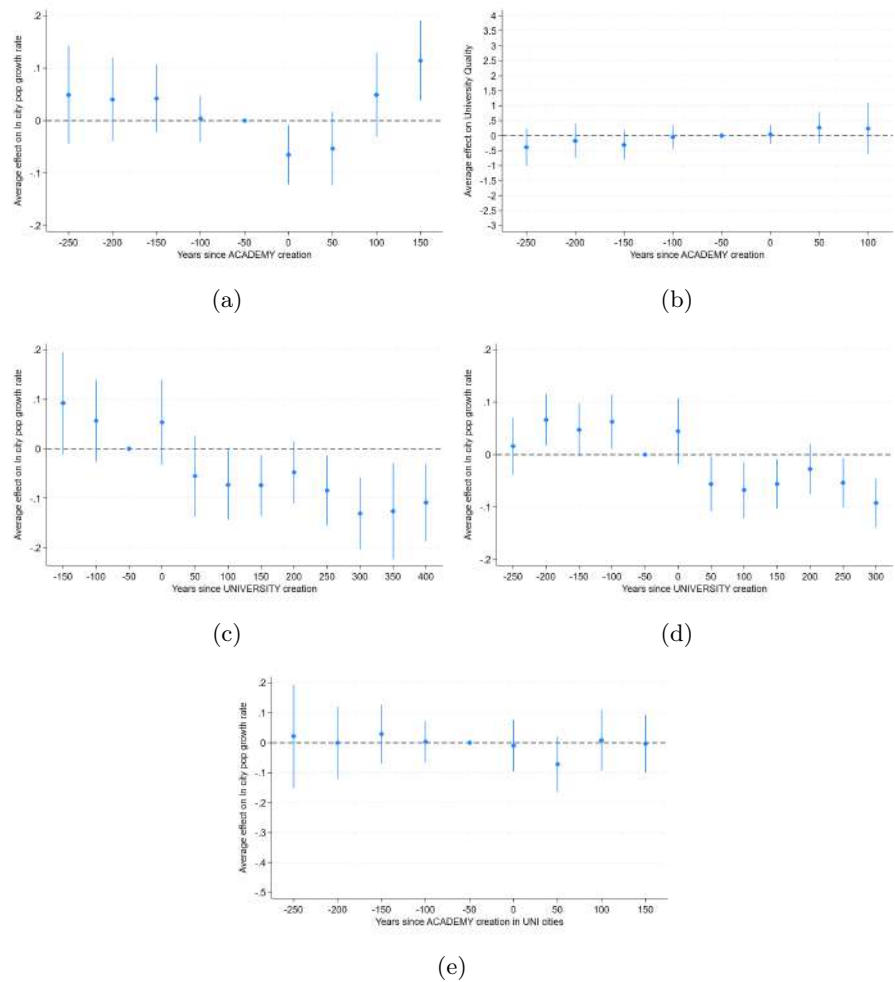 Average effect on ln city pop growth rate
.2
.1
0
-.1
-.2
-250 -200 -150 -100 -50 0 50 100 150
Years since ACADEMY creation
(a)
Average effect on University Quality
4
3.5
3
2.5
2
1.5
1
.5
0
-.5
-1
-1.5
-2
-2.5
-3
-250 -200 -150 -100 -50 0 50 100
Years since ACADEMY creation
(b)
Average effect on ln city pop growth rate
.2
.1
0
-.1
-.2
-150 -100 -50 0 50 100 150 200 250 300 350 400
Years since UNIVERSITY creation
(c)
Average effect on ln city pop growth rate
.2
.1
0
-.1
-.2
-250 -200 -150 -100 -50 0 50 100 150 200 250 300
Years since UNIVERSITY creation
(d)
Average effect on ln city pop growth rate
.2
.1
0
-.1
-.2
-.3
-.4
-.5
-250 -200 -150 -100 -50 0 50 100 150
Years since ACADEMY creation in UNI cities
(e)